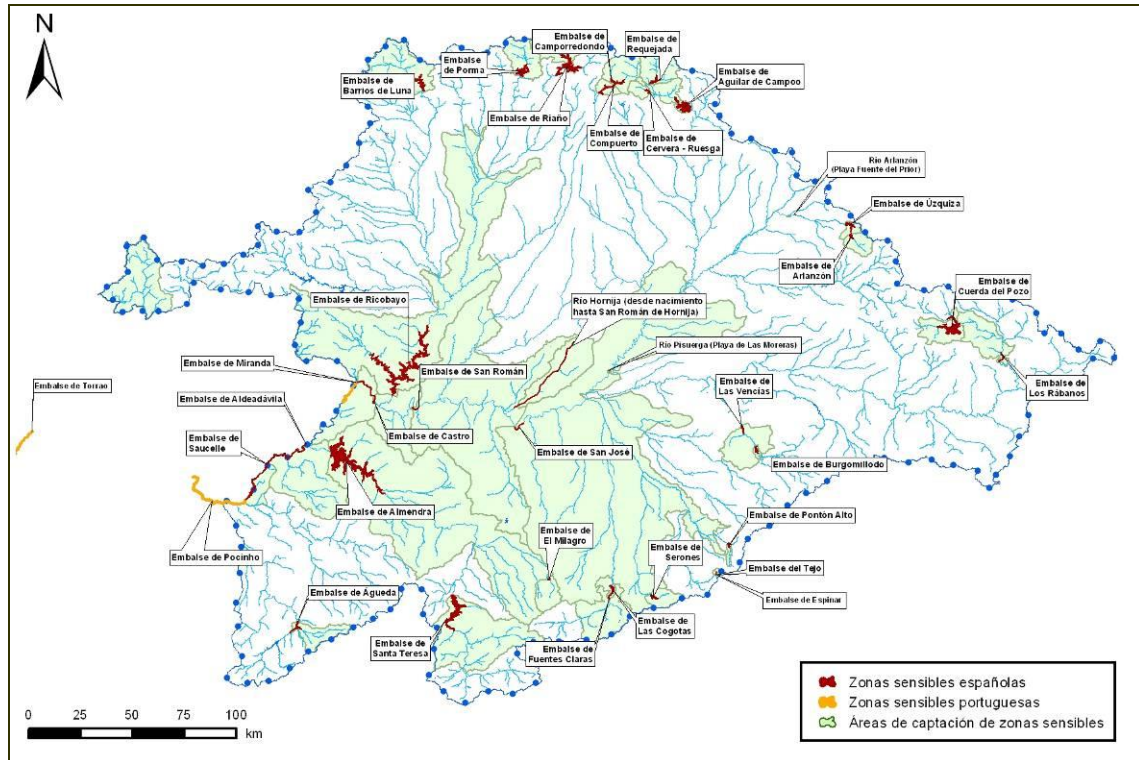 N
Embalse de
Camporredondo
Embalse de
Requejada
Embalse
de Porma
Embalse de
Aguilar de Campoo
Embalse de
Barrios de Luna
Embalse de Riaño
Embalse de
Compuerto
Embalse de
Cervera - Ruesga
Río Arlanzón
(Playa Fuente del Prior)
Embalse de Úzquiza
Embalse de
Arlanzón
Embalse de
Cuerda del Pozo
Embalse de Ricobayo
Río Hornija (desde nacimiento
hasta San Román de Hornija)
Río Pisuerga (Playa de Las Moreras)
Embalse de Miranda
Embalse de San Román
Embalse de Torrao
Embalse de
Las Vencías
Embalse de
Los Rábanos
Embalse de Aldeadávila
Embalse de Castro
Embalse de
Saucelle
Embalse de San José
Embalse de Burgomillodo
Embalse de Almendra
Embalse de Pontón Alto
Embalse de
El Milagro
Embalse de Pocinho
Embalse de
Serones
Embalse del Tejo
Embalse de Águeda
Embalse de Espinar
Embalse de
Las Cogotas
Embalse de
Santa Teresa
Embalse de
Fuentes Claras
Zonas sensibles españolas
Zonas sensibles portuguesas
Áreas de captación de zonas sensibles
0 25 50 75 100
km